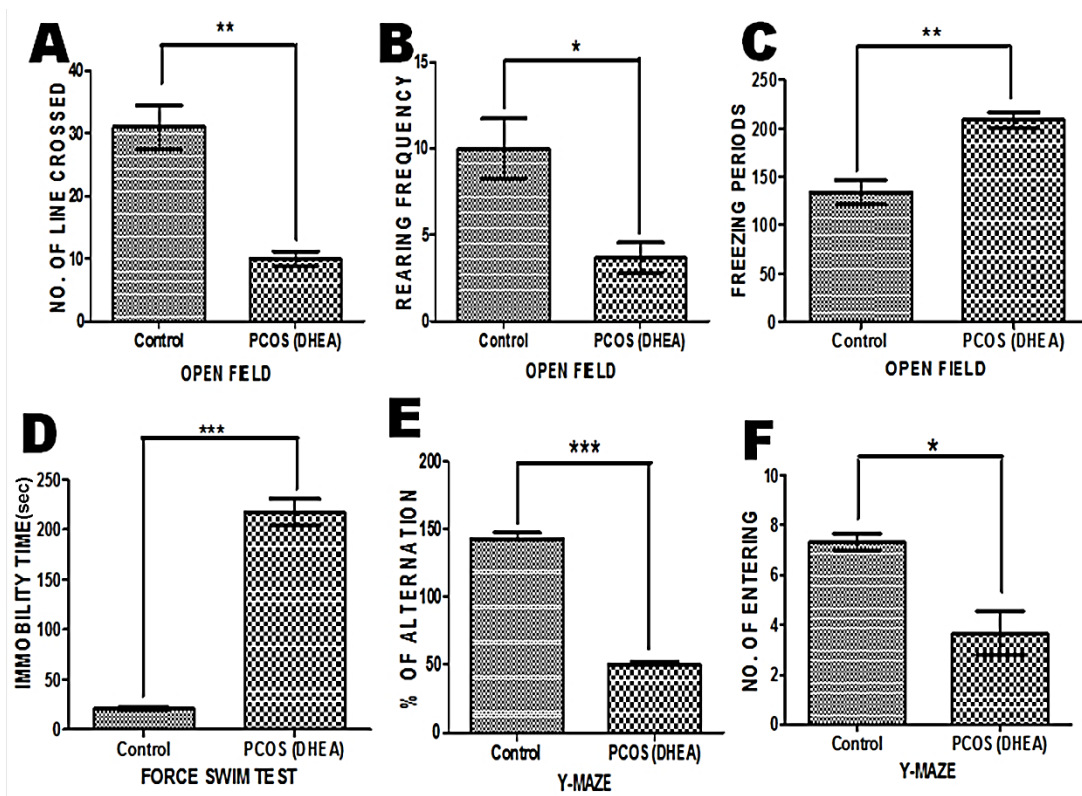 A
**
NO. OF LINE CROSSED
40
30
20
10
0
Control PCOS (DHEA)
OPEN FIELD
B
*
REARING FREQUENCY
15
10
5
0
Control PCOS (DHEA)
OPEN FIELD
C
**
FREEZING PERIODS
250
200
150
100
50
0
Control PCOS (DHEA)
OPEN FIELD
D
***
IMMOBILITY TIME(sec)
250
200
150
100
50
0
Control PCOS (DHEA)
FORCE SWIM TEST
E
***
% OF ALTERNATION
200
150
100
50
0
Control PCOS (DHEA)
Y-MAZE
F
*
NO. OF ENTERING
10
8
6
4
2
0
Control PCOS (DHEA)
Y-MAZE